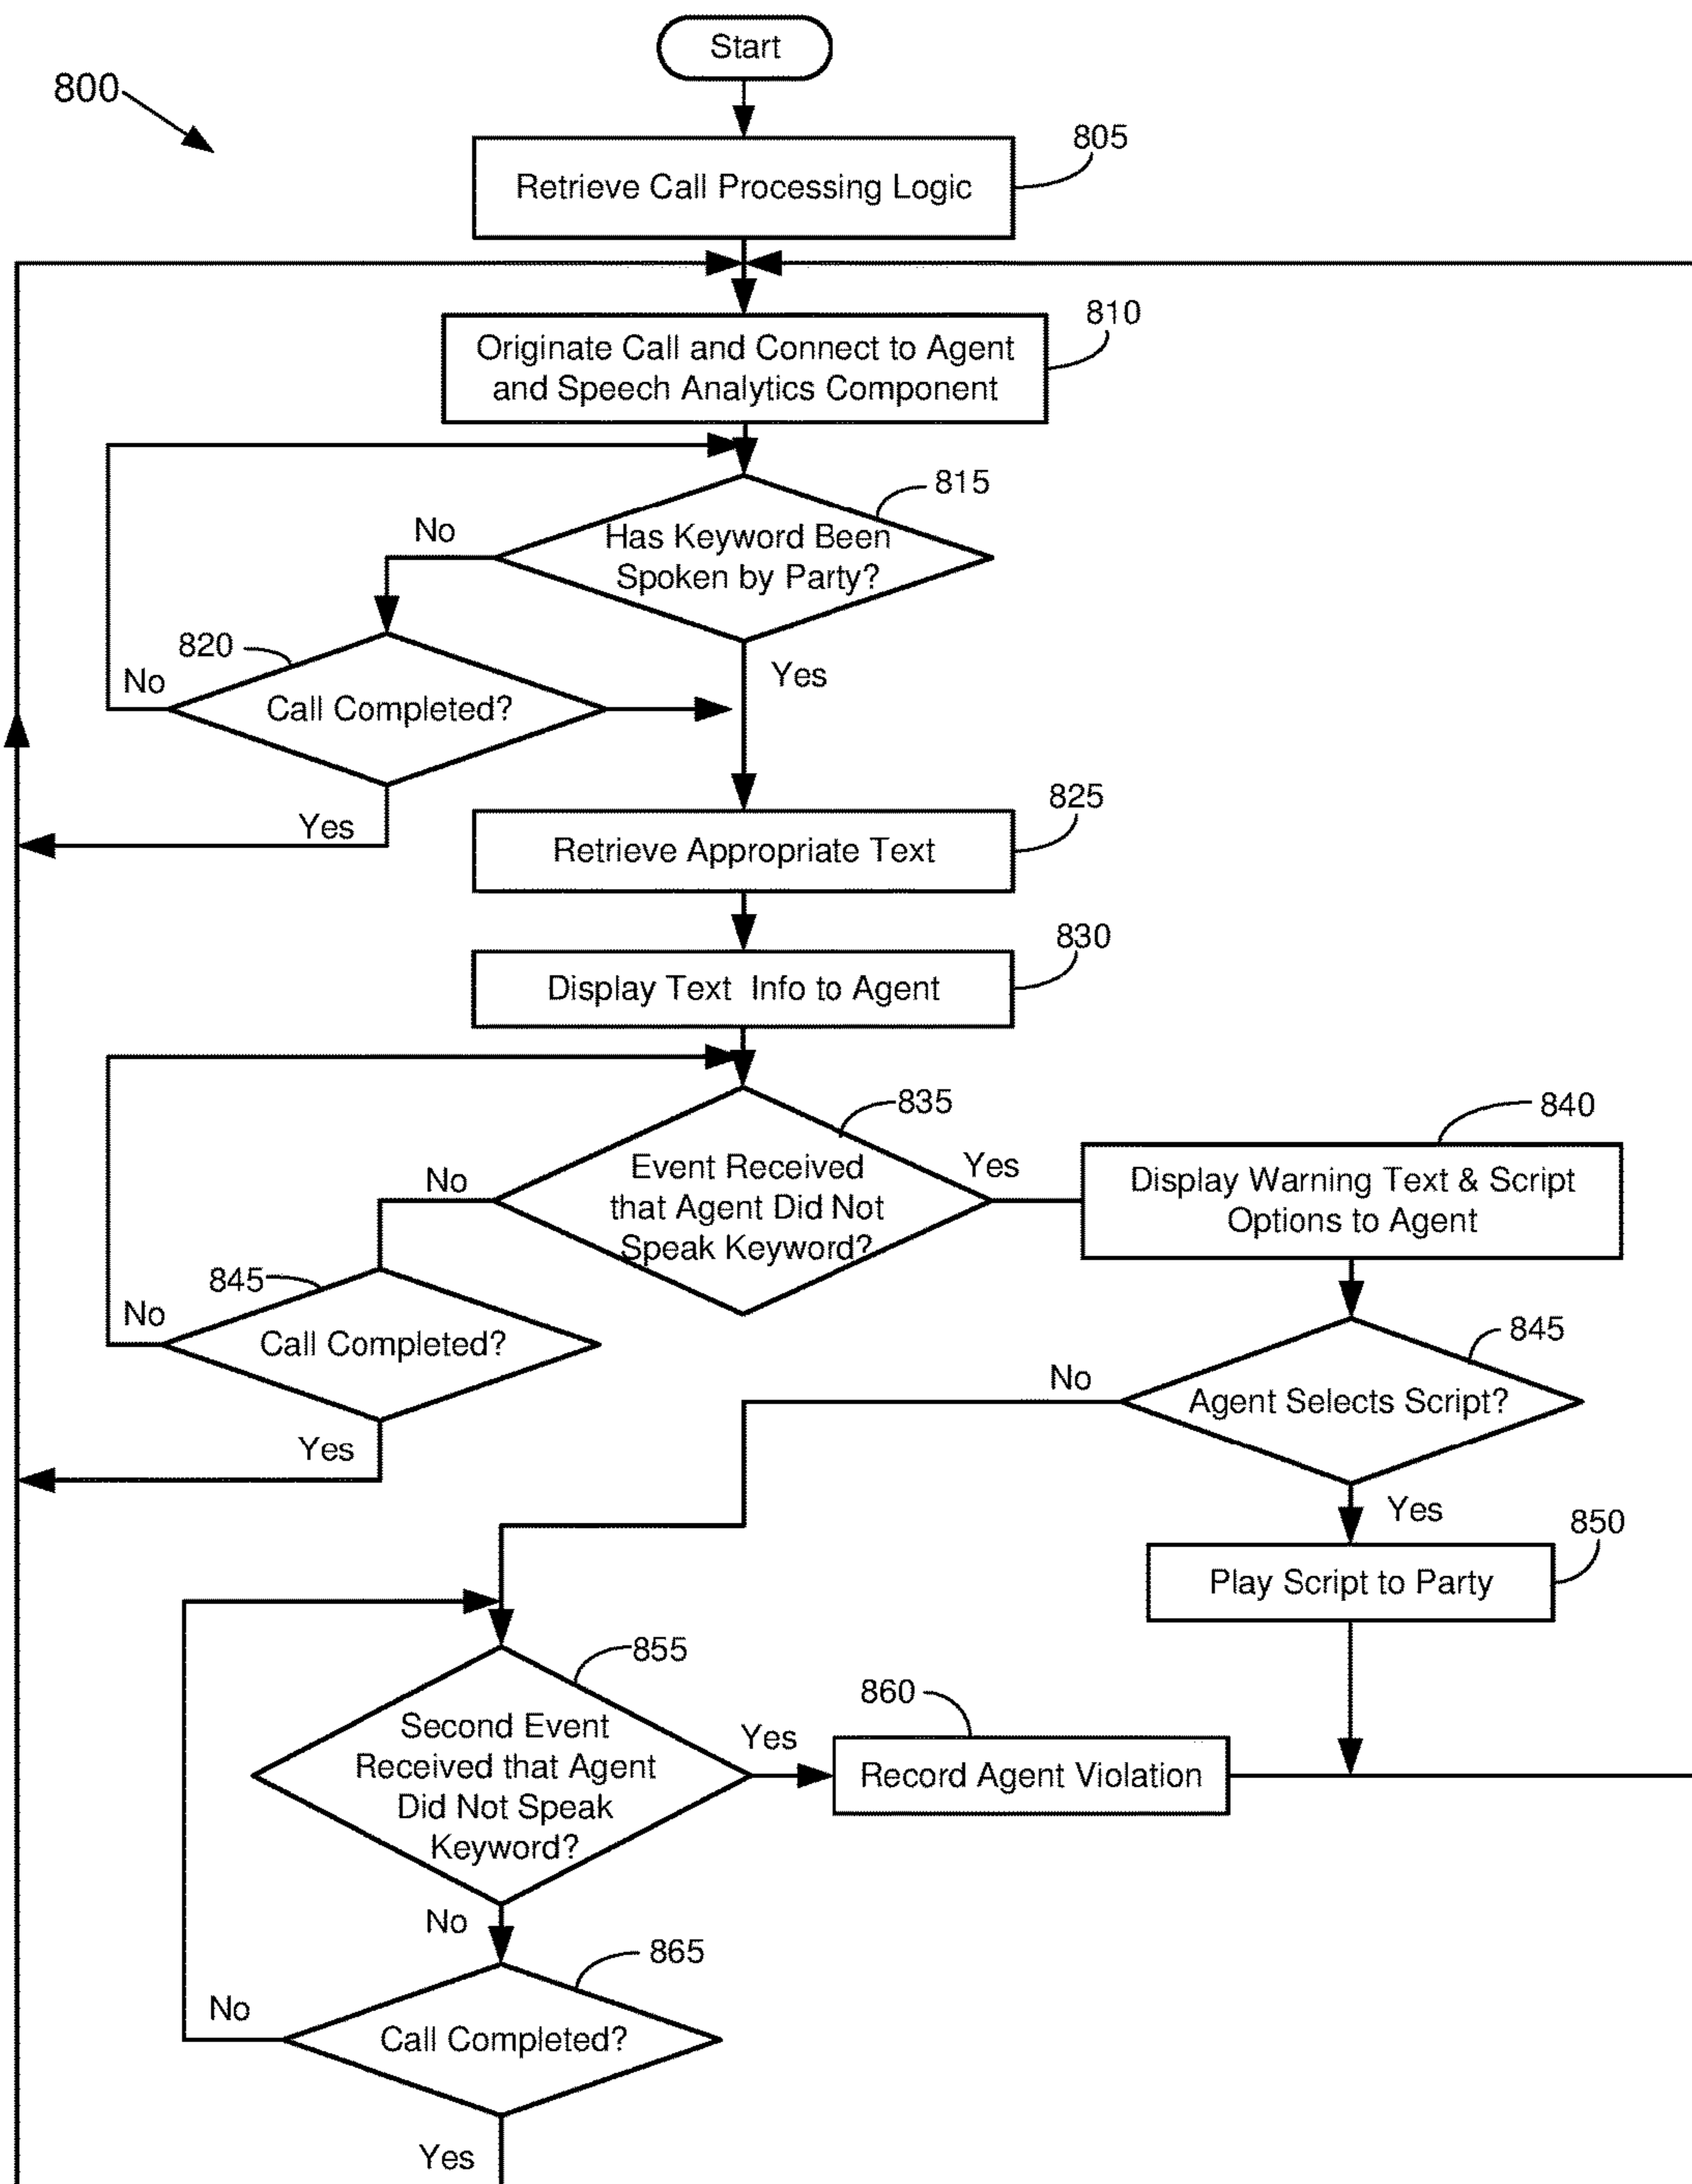 Start
800
805
Retrieve Call Processing Logic
810
Originate Call and Connect to Agent
and Speech Analytics Component
815
No
Has Keyword Been
Spoken by Party?
820
No
Call Completed?
Yes
Yes
825
Retrieve Appropriate Text
830
Display Text Info to Agent
835
840
No
Event Received
that Agent Did Not
Speak Keyword?
Yes
Display Warning Text & Script
Options to Agent
845
No
Call Completed?
Yes
845
No
Agent Selects Script?
Yes
850
Play Script to Party
855
Second Event
Received that Agent
Did Not Speak
Keyword?
Yes
860
Record Agent Violation
No
865
No
Call Completed?
Yes